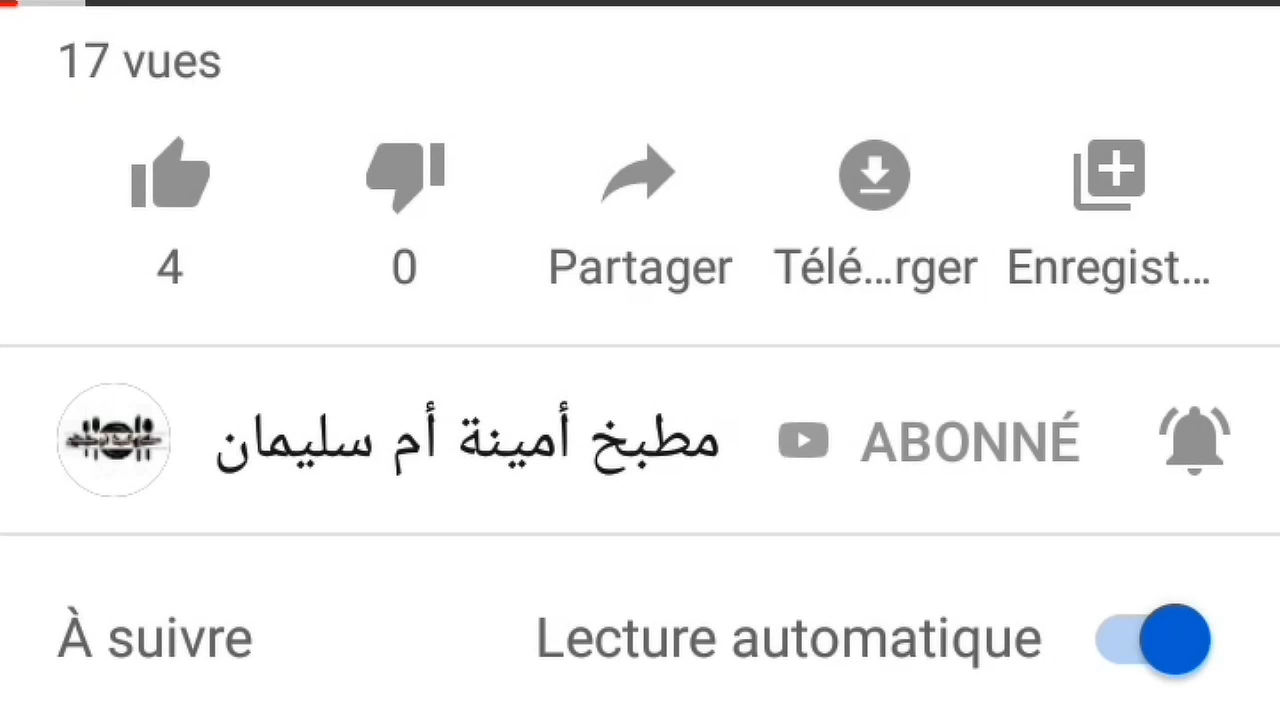 17 vues
4 0 Partager Télé...rger Enregist...
مطبخ أمينة أم سليمان ABONNÉ
À suivre Lecture automatique